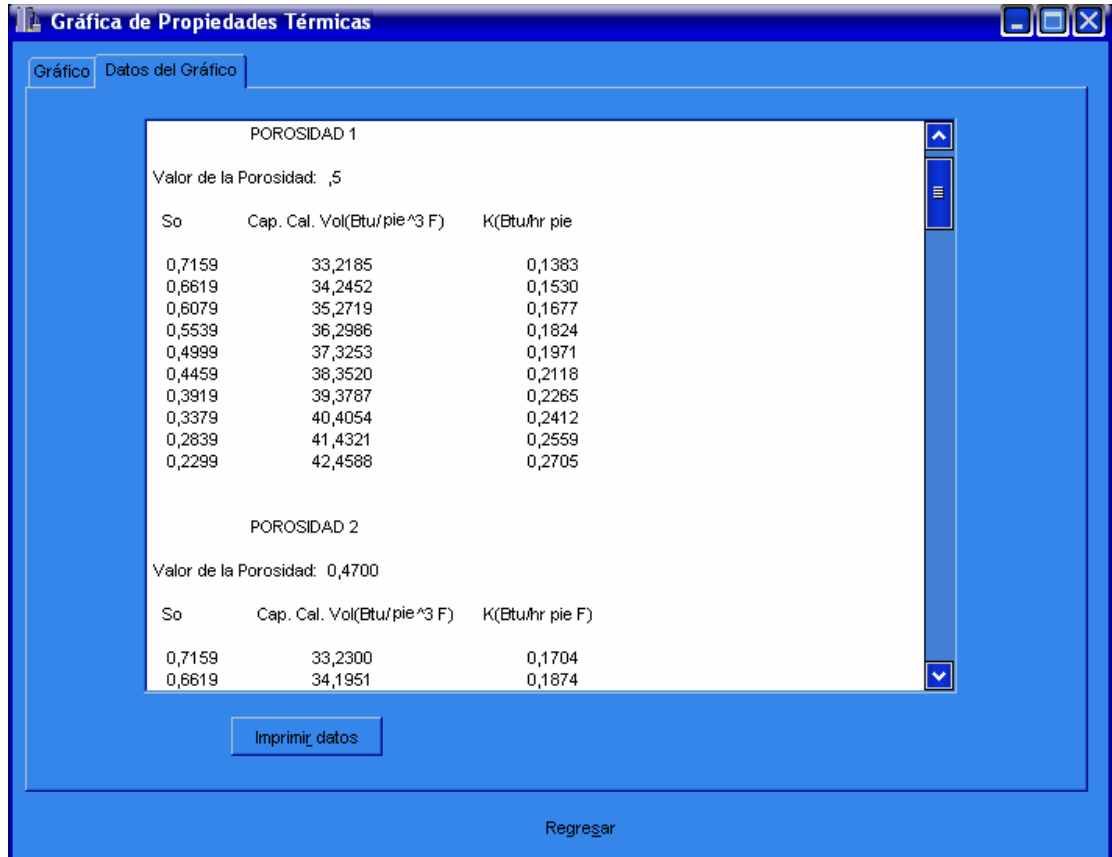 Gráfica de Propiedades Térmicas
Gráfico Datos del Gráfico
POROSIDAD 1
Valor de la Porosidad: ,5
So Cap. Cal. Vol(Btu/pie^3 F) K(Btu/hr pie
0,7159 33,2185 0,1383
0,6619 34,2452 0,1530
0,6079 35,2719 0,1677
0,5539 36,2986 0,1824
0,4999 37,3253 0,1971
0,4459 38,3520 0,2118
0,3919 39,3787 0,2265
0,3379 40,4054 0,2412
0,2839 41,4321 0,2559
0,2299 42,4588 0,2705
POROSIDAD 2
Valor de la Porosidad: 0,4700
So Cap. Cal. Vol(Btu/pie^3 F) K(Btu/hr pie F)
0,7159 33,2300 0,1704
0,6619 34,1951 0,1874
Imprimir datos
Regresar